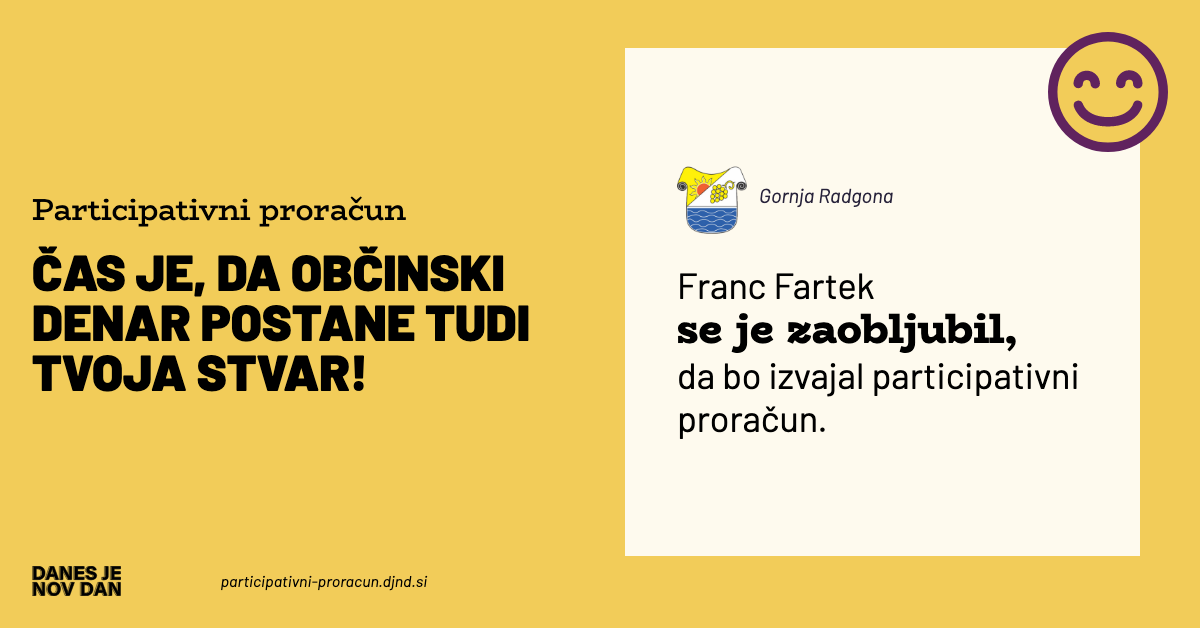 Participativni proračun
ČAS JE, DA OBČINSKI
DENAR POSTANE TUDI
TVOJA STVAR!
DANES JE
NOV DAN
participativni-proracun.djnd.si
Gornja Radgona
Franc Fartek
se je zaobljubil,
da bo izvajal participativni
proračun.